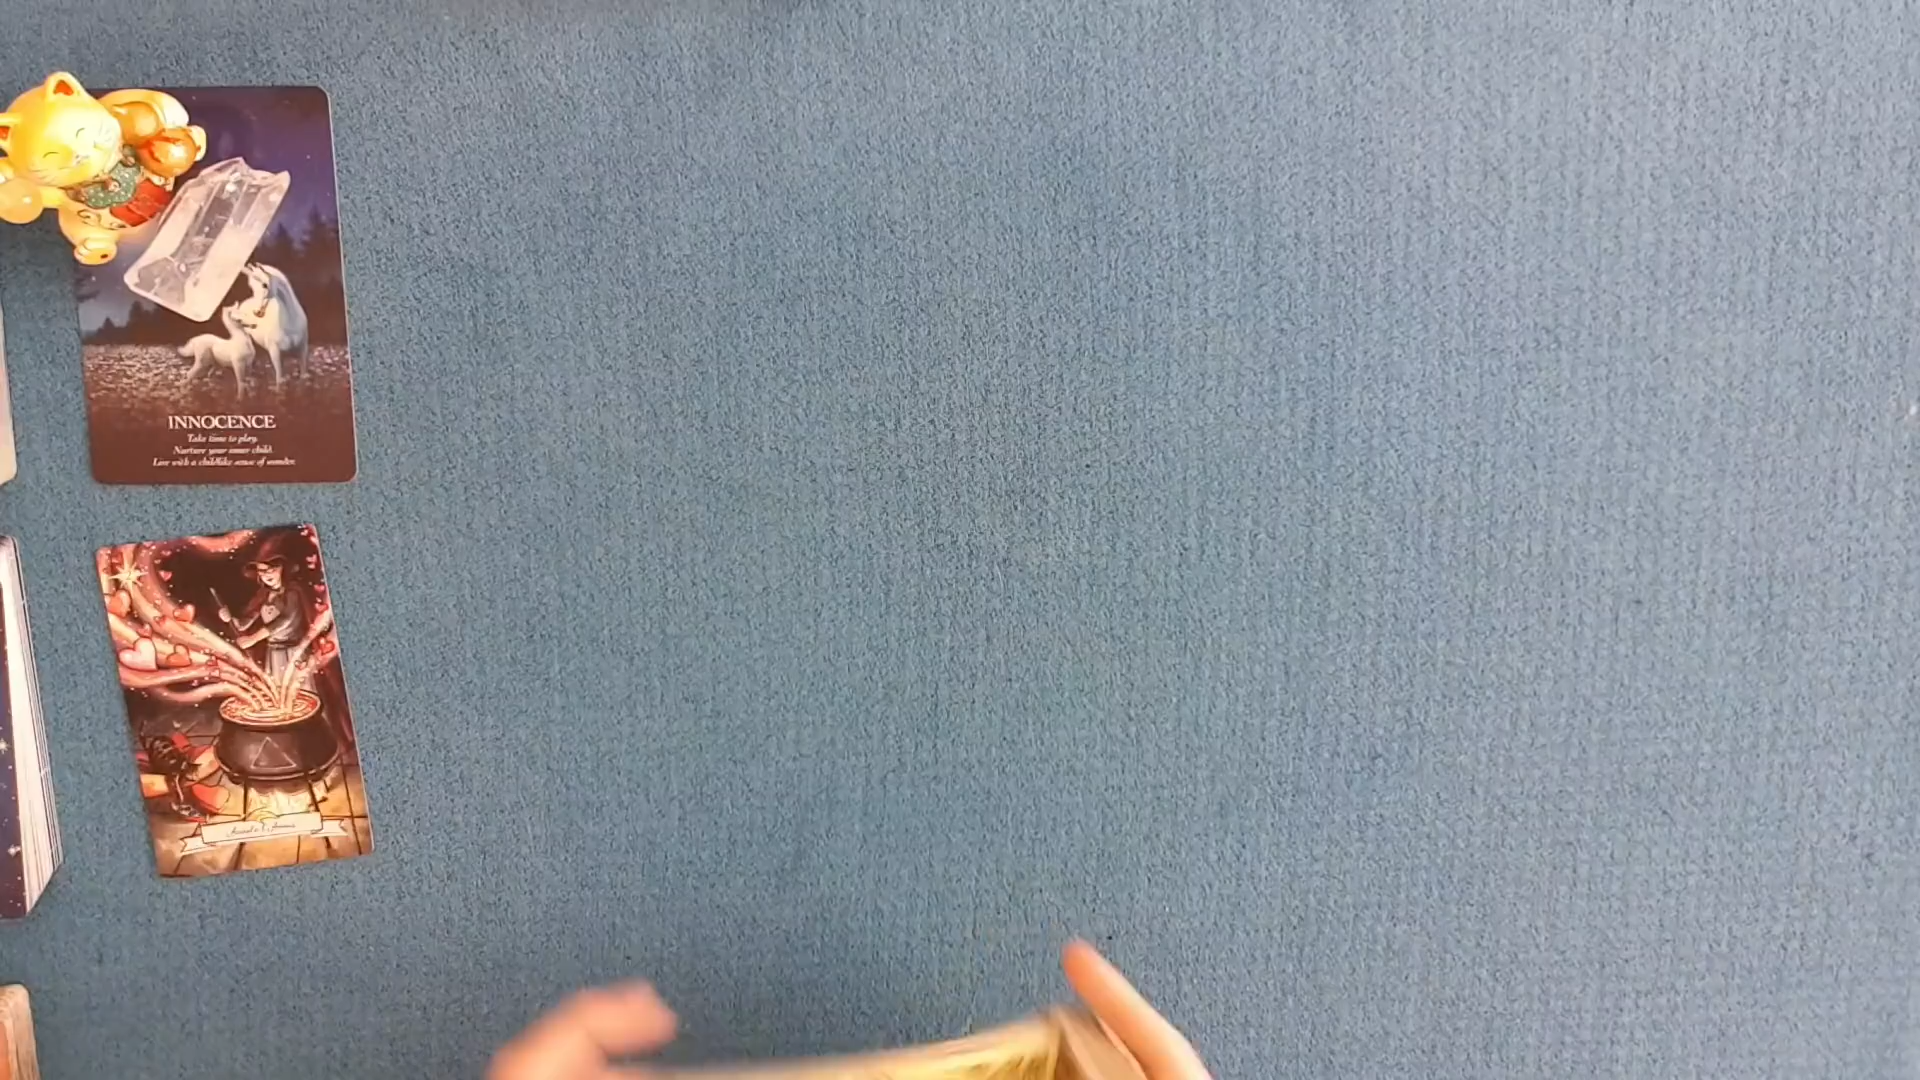 INNOCENCE
Take time to play.
Nurture your inner child.
Live with a childlike sense of wonder.